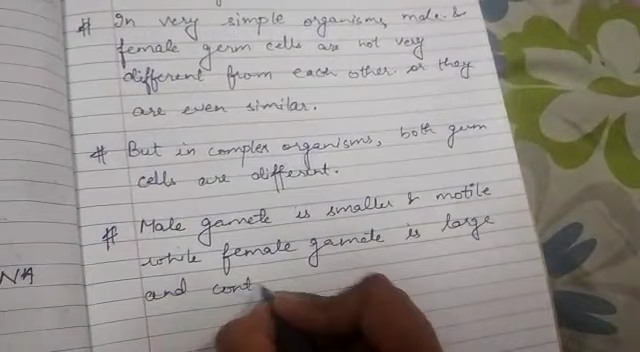 # In very simple organisms, male &
female germ cells are not very
different from each other or they
are even similar.
# But in complex organisms, both germ
cells are different.
# Male gamete is smaller & motile
while female gamete is large
NA
and cont